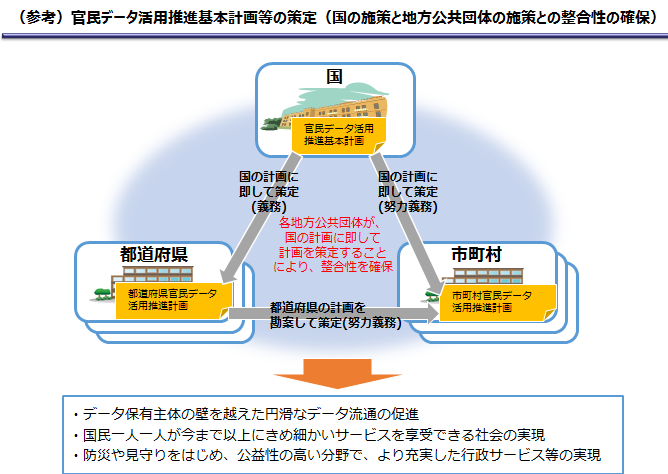 （参考）官民データ活用推進基本計画等の策定（国の施策と地方公共団体の施策との整合性の確保）
国
官民データ活用
推進基本計画
国の計画に
即して策定
(義務)
国の計画に
即して策定
(努力義務)
各地方公共団体が、
国の計画に即して
計画を策定すること
により、整合性を確保
都道府県
都道府県官民データ
活用推進計画
市町村
市町村官民データ
活用推進計画
都道府県の計画を
勘案して策定(努力義務)
・データ保有主体の壁を越えた円滑なデータ流通の促進
・国民一人一人が今まで以上にきめ細かいサービスを享受できる社会の実現
・防災や見守りをはじめ、公益性の高い分野で、より充実した行政サービス等の実現